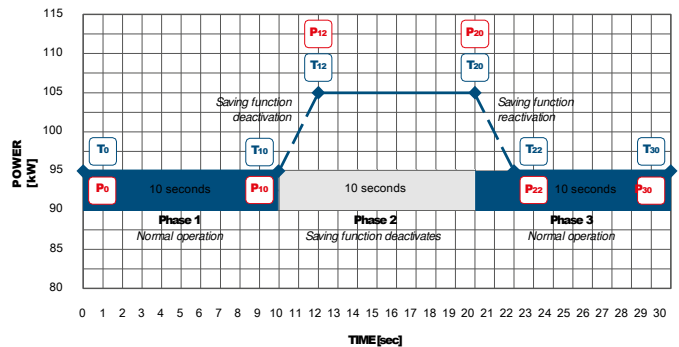 115
110
105
100
95
90
85
80
POWER
[kW]
P12
P20
T12
T20
Saving function
deactivation
Saving function
reactivation
T0
T10
T22
T30
P0
10 seconds
P10
10 seconds
P22
10 seconds
P30
Phase 1
Normal operation
Phase 2
Saving function deactivates
Phase 3
Normal operation
0 1 2 3 4 5 6 7 8 9 10 11 12 13 14 15 16 17 18 19 20 21 22 23 24 25 26 27 28 29 30
TIME[sec]